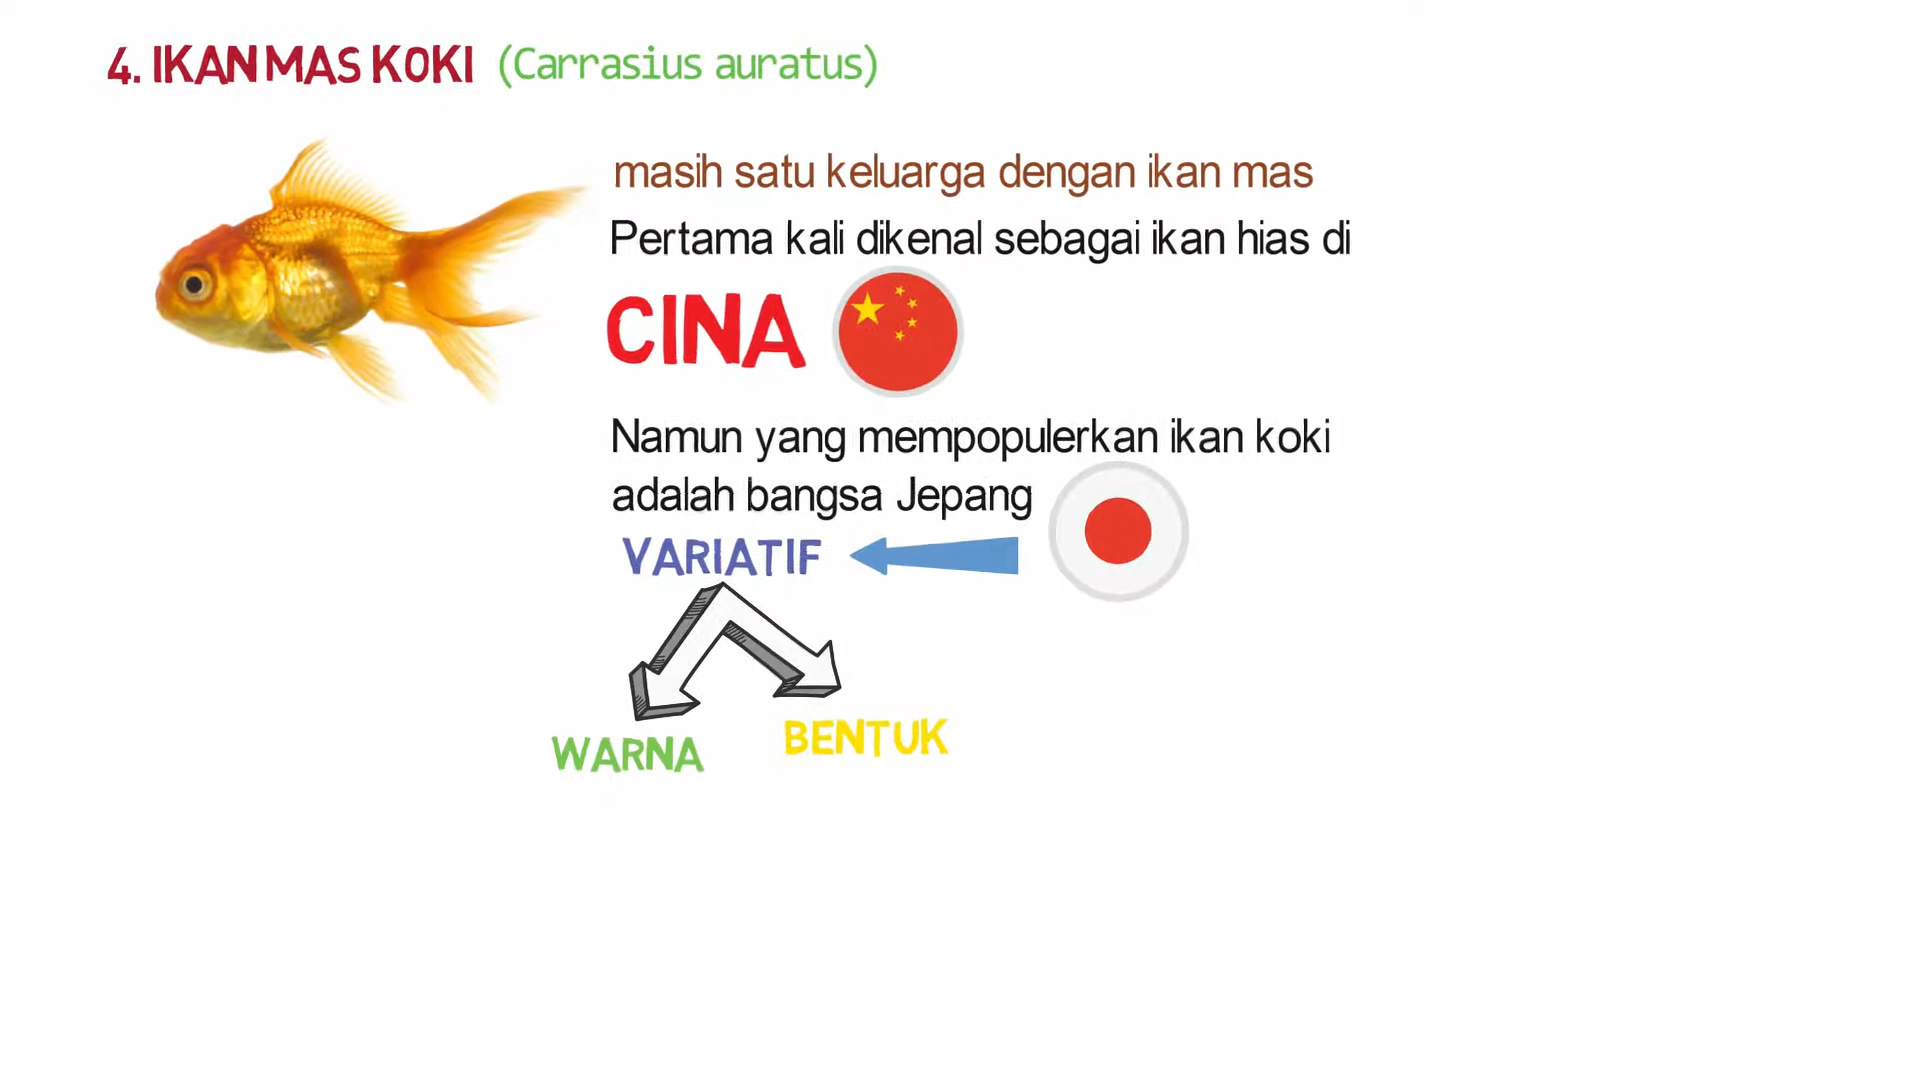 4. IKAN MAS KOKI (Carrasius auratus)
masih satu keluarga dengan ikan mas
Pertama kali dikenal sebagai ikan hias di
CINA
Namun yang mempopulerkan ikan koki
adalah bangsa Jepang
VARIATIF
WARNA
BENTUK